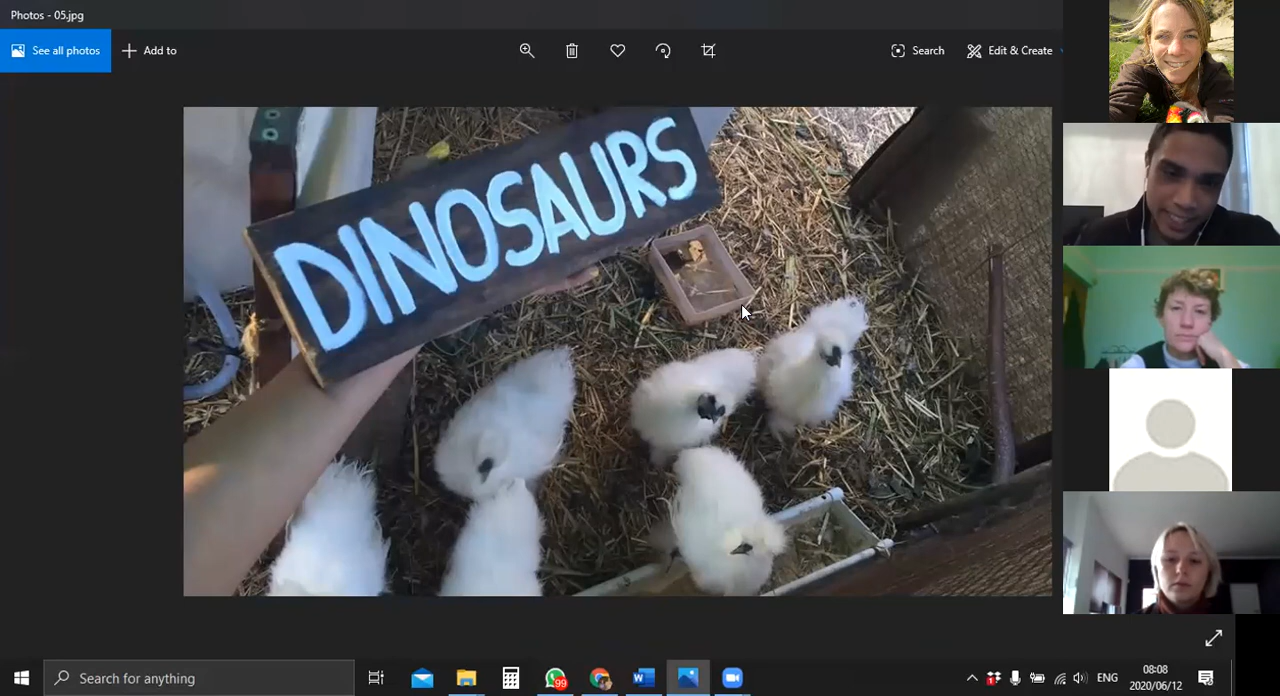 Photos - 05.jpg
See all photos
Add to
Search
Edit & Create
DINOSAURS
Search for anything
99
W
ENG
08:08
2020/06/12